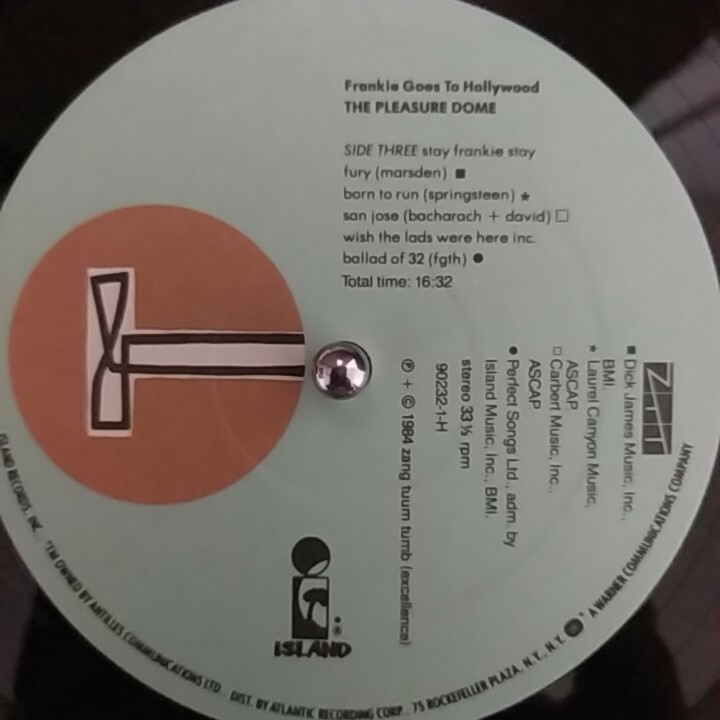 Frankie Goes To Hollywood
THE PLEASURE DOME
SIDE THREE stay frankie stay
fury (marsden) ■
born to run (springsteen) ★
san jose (bacharach + david) □
wish the lads were here inc.
ballad of 32 (fgth) ●
Total time: 16:32
ZTT
■ Dick James Music, Inc.,
BMI.
★ Laurel Canyon Music,
ASCAP
□ Carbert Music, Inc.,
ASCAP
● Perfect Songs Ltd., adm. by
Island Music, Inc., BMI.
stereo 33 ⅓ rpm
90232-1-H
℗ + © 1984 zang tuum tumb (excellence)
ISLAND
ISLAND RECORDS, INC. TM OWNED BY ANTILLES COMMUNICATIONS LTD. DIST. BY ATLANTIC RECORDING CORP., 75 ROCKEFELLER PLAZA, N.Y., N.Y. A WARNER COMMUNICATIONS COMPANY